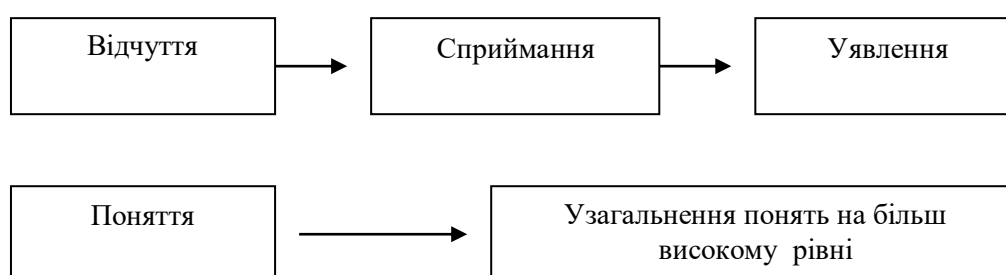 Відчуття
Сприймання
Уявлення
Поняття
Узагальнення понять на більш
високому рівні